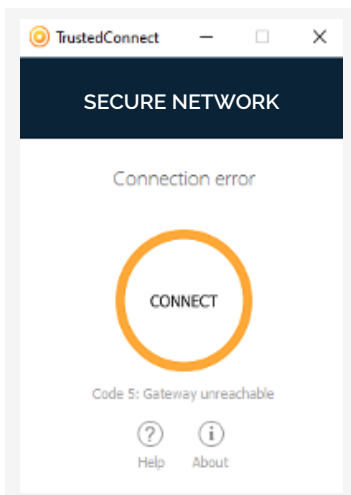 TrustedConnect
SECURE NETWORK
Connection error
CONNECT
Code 5: Gateway unreachable
Help About